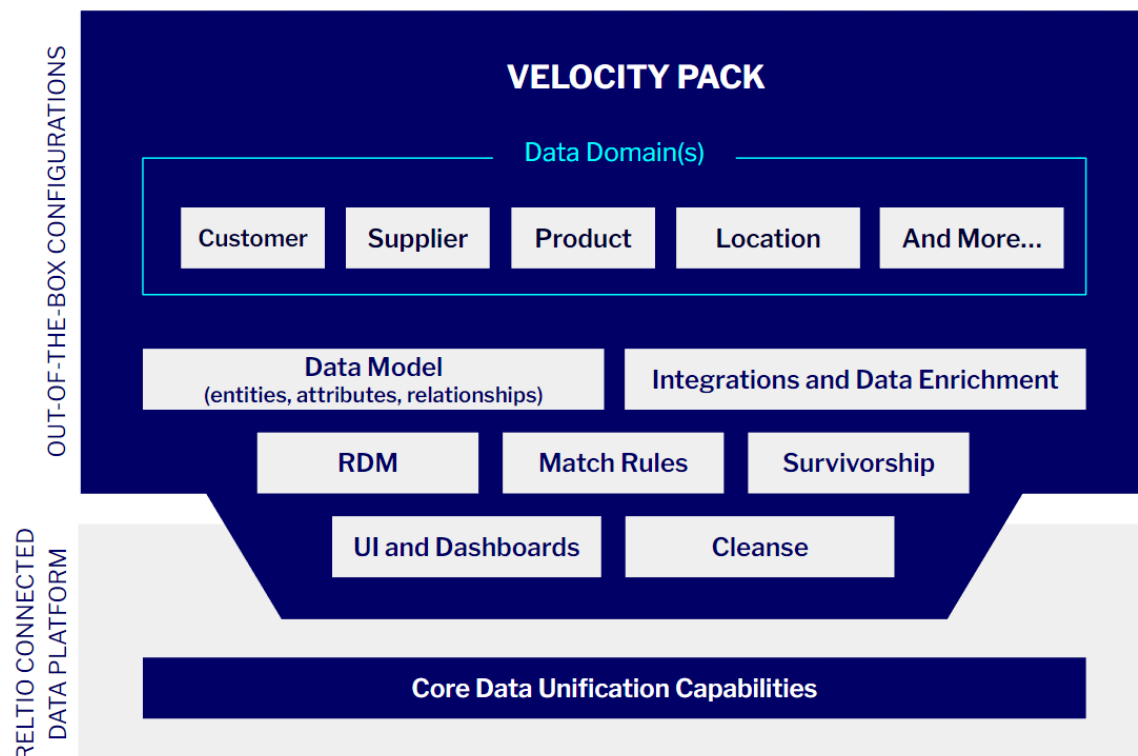 OUT-OF-THE-BOX CONFIGURATIONS
VELOCITY PACK
Data Domain(s)
Customer
Supplier
Product
Location
And More...
Data Model
(entities, attributes, relationships)
Integrations and Data Enrichment
RDM
Match Rules
Survivorship
UI and Dashboards
Cleanse
RELTIO CONNECTED
DATA PLATFORM
Core Data Unification Capabilities